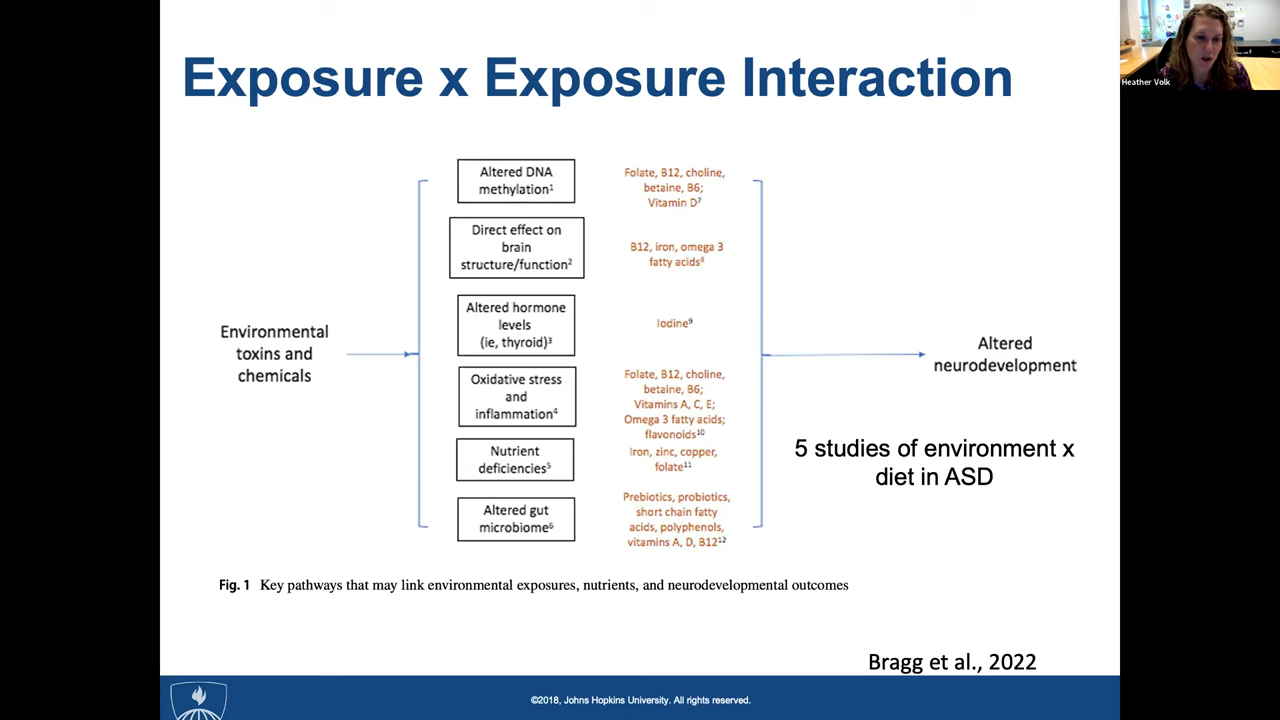 Exposure x Exposure Interaction
Heather Volk
Altered DNA
methylation¹
Folate, B12, choline,
betaine, B6;
Vitamin D⁷
Direct effect on
brain
structure/function²
B12, iron, omega 3
fatty acids⁸
Altered hormone
levels
(ie, thyroid)³
Iodine⁹
Environmental
toxins and
chemicals
Altered
neurodevelopment
Oxidative stress
and
inflammation⁴
Folate, B12, choline,
betaine, B6;
Vitamins A, C, E;
Omega 3 fatty acids;
flavonoids¹⁰
Nutrient
deficiencies⁵
Iron, zinc, copper,
folate¹¹
5 studies of environment x
diet in ASD
Altered gut
microbiome⁶
Prebiotics, probiotics,
short chain fatty
acids, polyphenols,
vitamins A, D, B12¹²
Fig. 1 Key pathways that may link environmental exposures, nutrients, and neurodevelopmental outcomes
Bragg et al., 2022
©2018, Johns Hopkins University. All rights reserved.